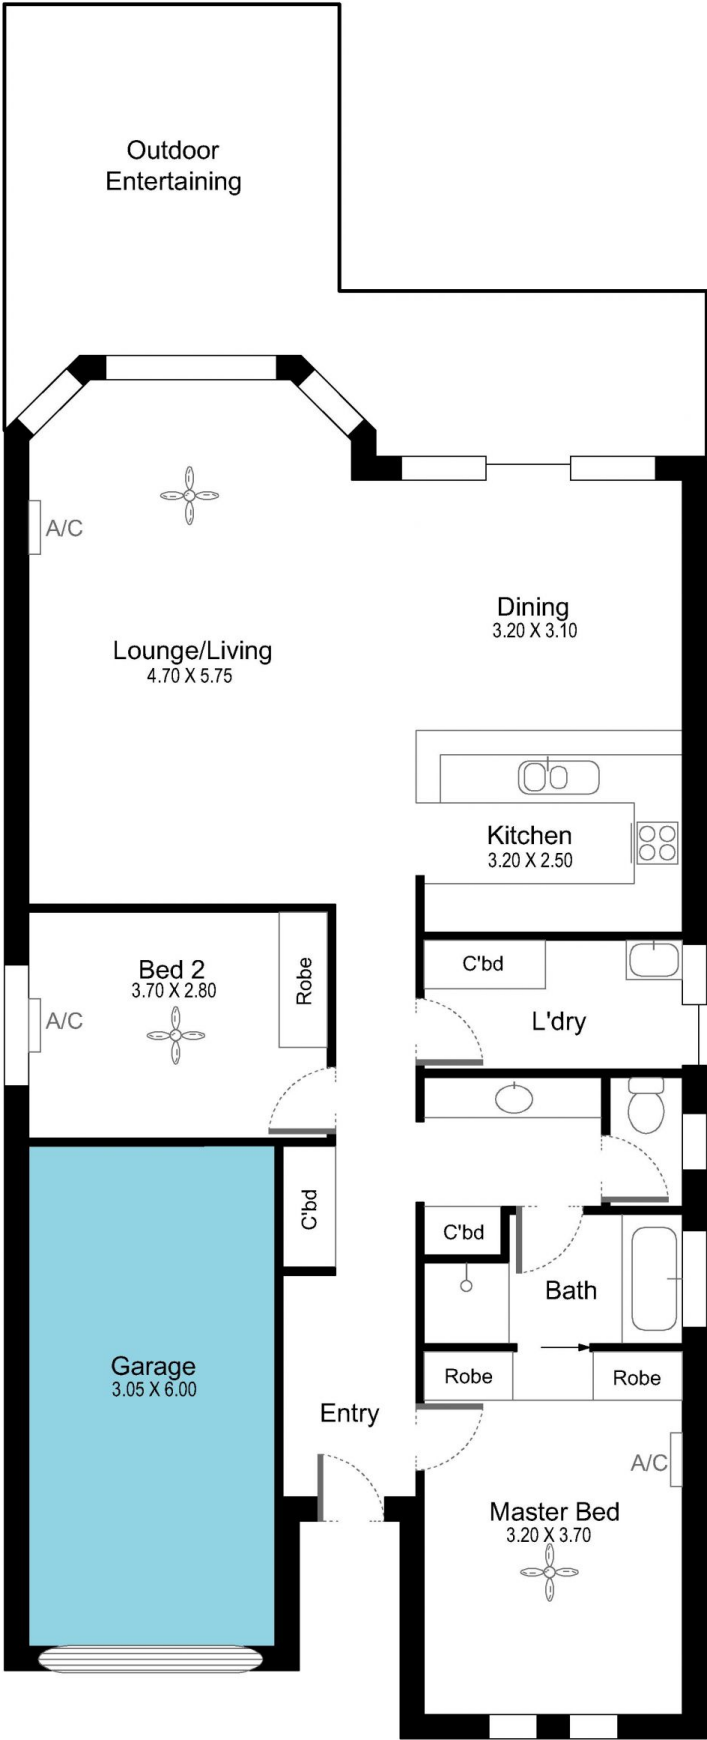 Outdoor
Entertaining
A/C
Dining
3.20 X 3.10
Lounge/Living
4.70 X 5.75
Kitchen
3.20 X 2.50
Bed 2
3.70 X 2.80
Robe
C'bd
A/C
L'dry
C'bd
C'bd
Bath
Garage
3.05 X 6.00
Robe
Robe
Entry
A/C
Master Bed
3.20 X 3.70